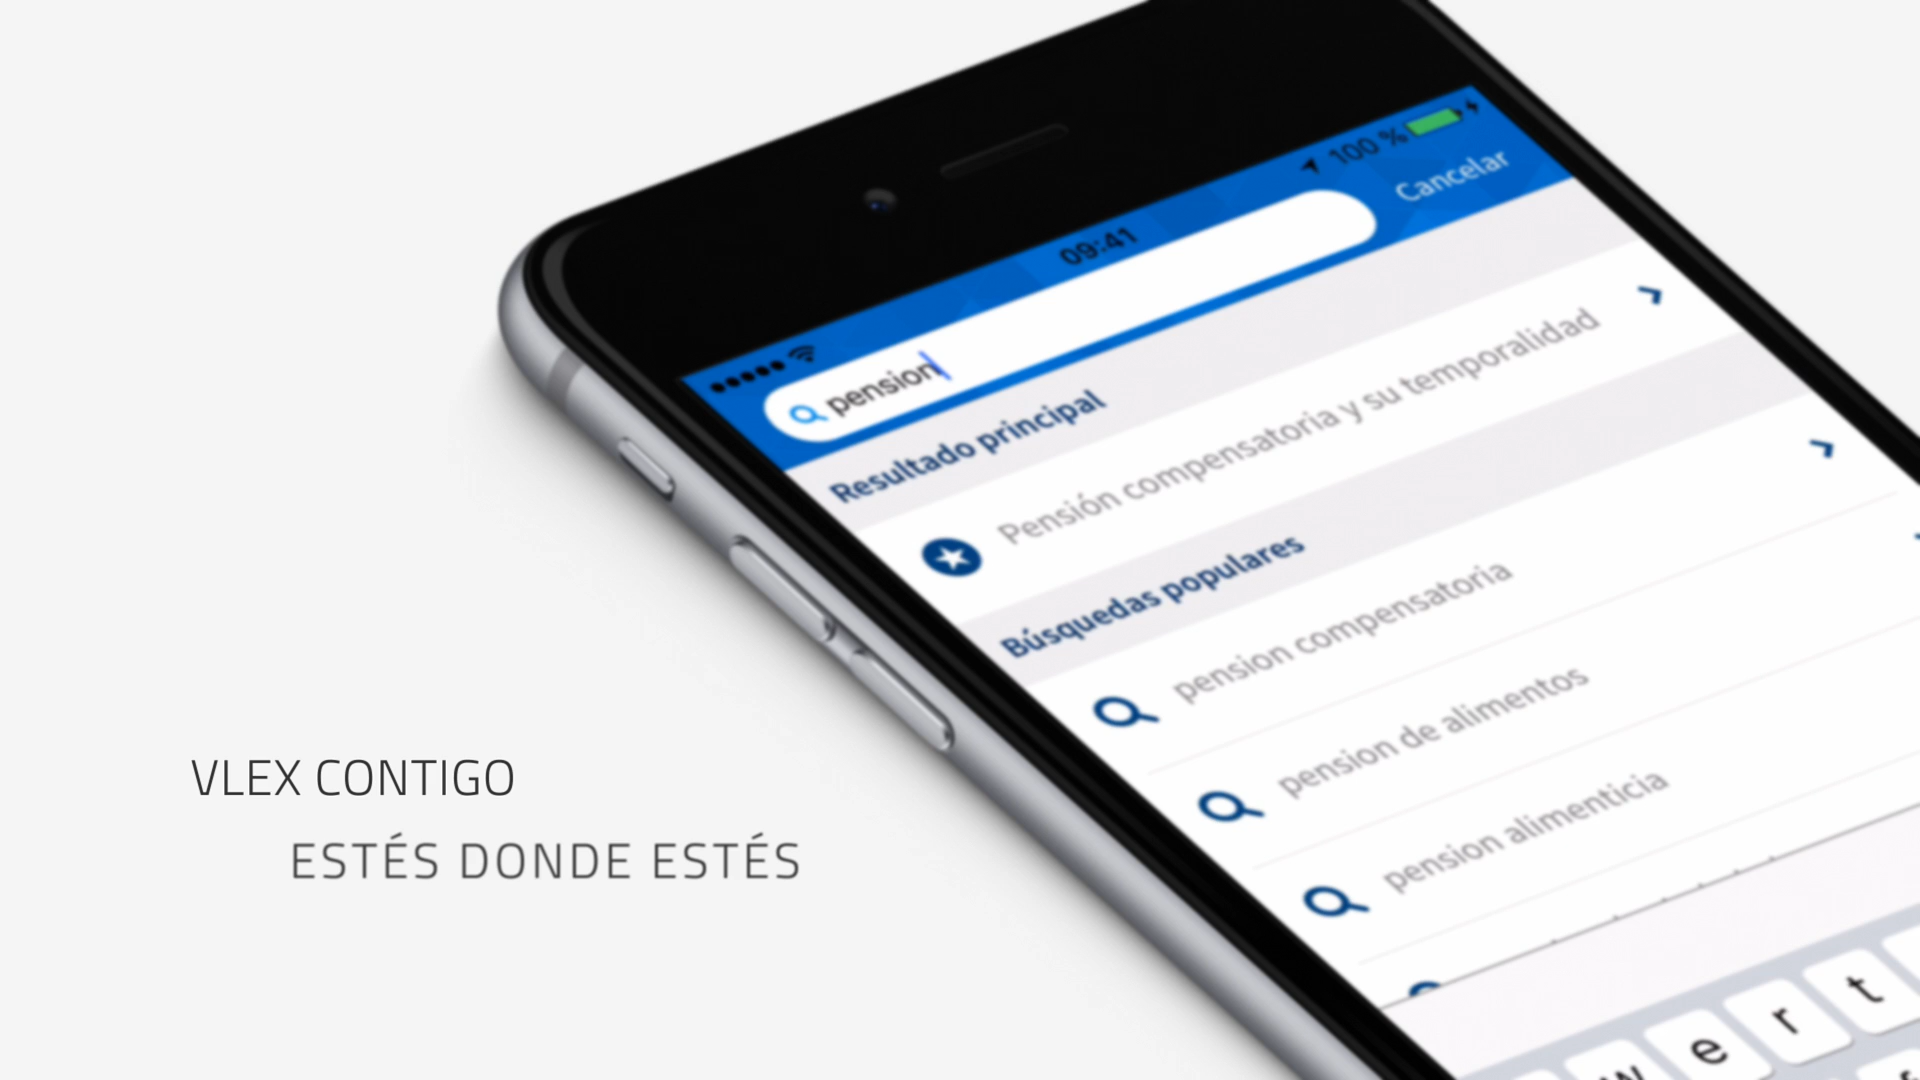 09:41
100 %
pension
Cancelar
Resultado principal
Pensión compensatoria y su temporalidad
Búsquedas populares
pension compensatoria
pension de alimentos
pension alimenticia
w e r t
VLEX CONTIGO
ESTÉS DONDE ESTÉS